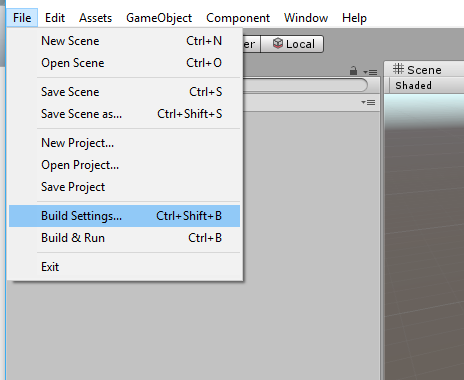 File Edit Assets GameObject Component Window Help
New Scene Ctrl+N
Open Scene Ctrl+O
Local
Save Scene Ctrl+S
Save Scene as... Ctrl+Shift+S
Scene
Shaded
New Project...
Open Project...
Save Project
Build Settings... Ctrl+Shift+B
Build & Run Ctrl+B
Exit